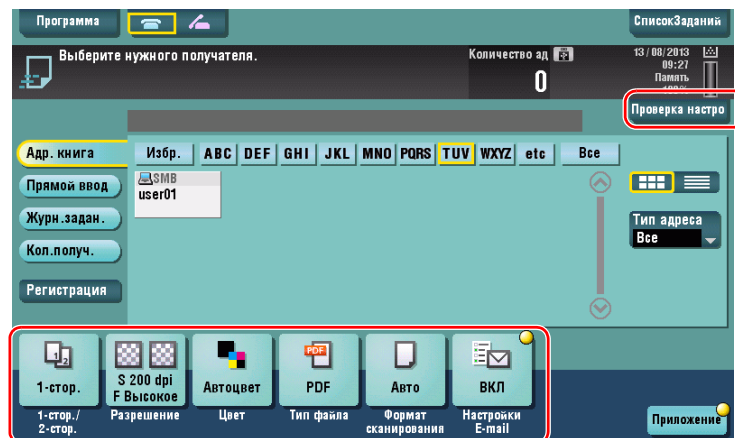 Программа
СписокЗаданий
Выберите нужного получателя.
Количество ад
0
13/08/2013
09:27
Память
100%
Проверка настро
Адр. книга
Избр. ABC DEF GHI JKL MNO PQRS TUV WXYZ etc Все
SMB
user01
Прямой ввод
Журн.задан.
Кол.получ.
Регистрация
Тип адреса
Все
1-стор.
S 200 dpi
F Высокое
Автоцвет
PDF
PDF
Авто
ВКЛ
1-стор./
2-стор.
Разрешение
Цвет
Тип файла
Формат
сканирования
Настройки
E-mail
Приложение